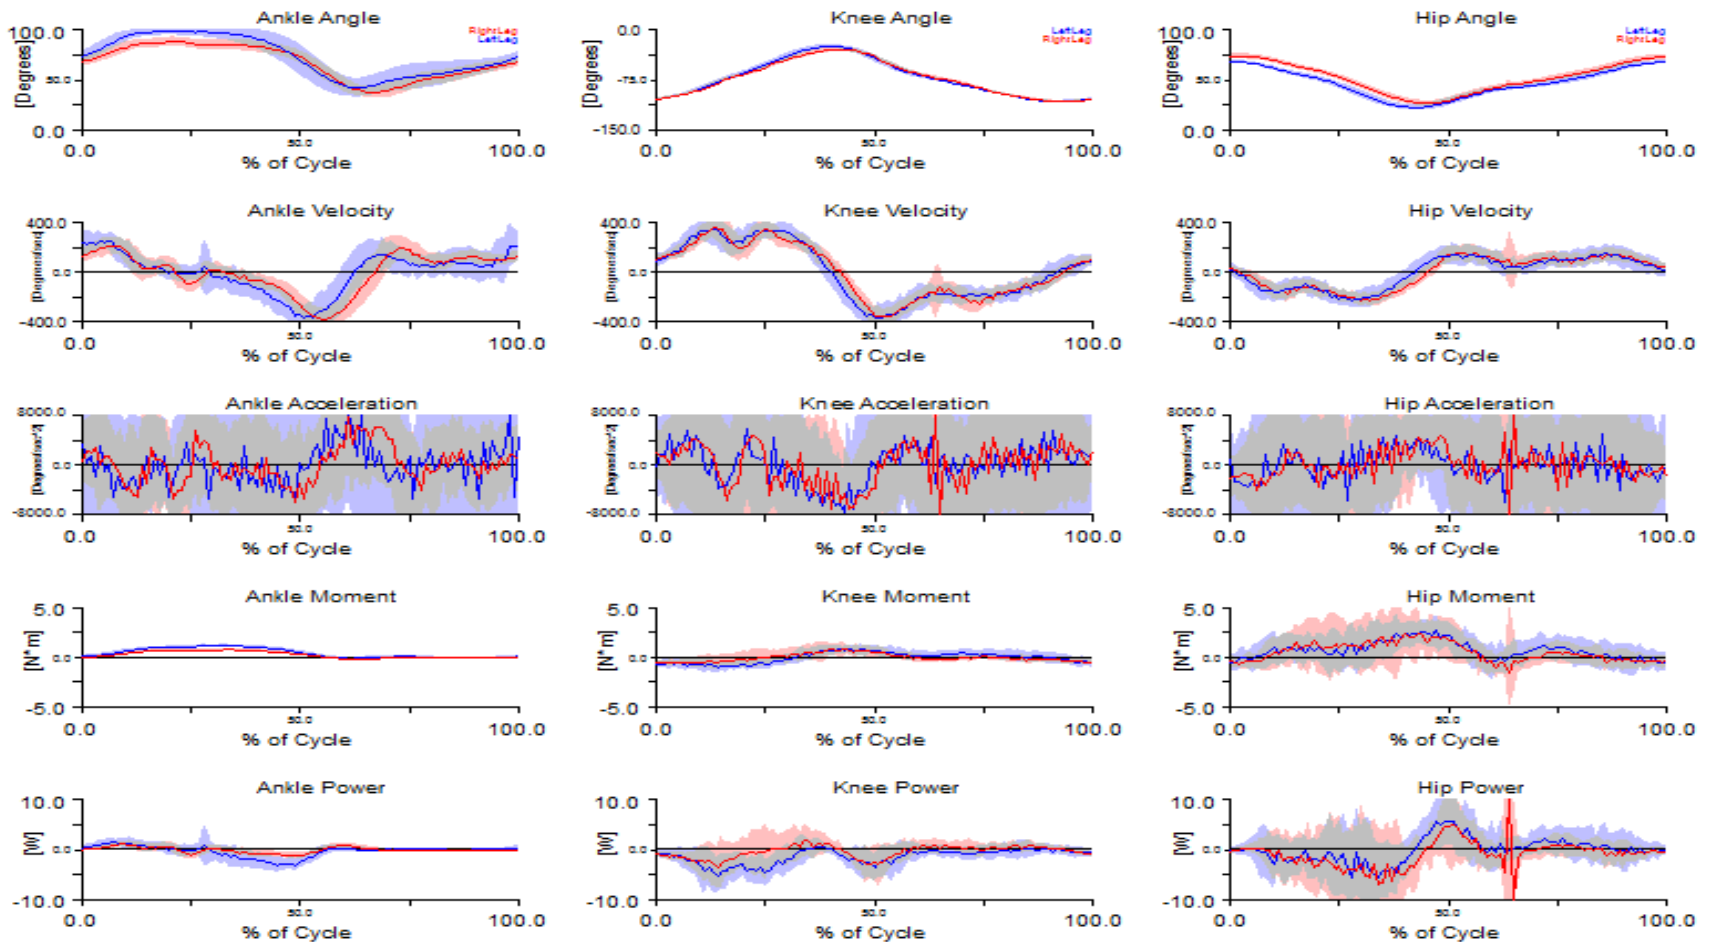 Ankle Angle
Knee Angle
Hip Angle
100.0
RightLeg
LeftLeg
50.0
[Degrees]
0.0
0.0
50.0
100.0
% of Cycle
0.0
LeftLeg
RightLeg
-75.0
[Degrees]
-150.0
0.0
50.0
100.0
% of Cycle
100.0
LeftLeg
RightLeg
50.0
[Degrees]
0.0
0.0
50.0
100.0
% of Cycle
Ankle Velocity
Knee Velocity
Hip Velocity
400.0
0.0
-400.0
0.0
50.0
100.0
% of Cycle
400.0
0.0
-400.0
0.0
50.0
100.0
% of Cycle
400.0
0.0
-400.0
0.0
50.0
100.0
% of Cycle
Ankle Acceleration
Knee Acceleration
Hip Acceleration
8000.0
0.0
-8000.0
0.0
50.0
100.0
% of Cycle
8000.0
0.0
-8000.0
0.0
50.0
100.0
% of Cycle
8000.0
0.0
-8000.0
0.0
50.0
100.0
% of Cycle
Ankle Moment
Knee Moment
Hip Moment
5.0
[N*m]
0.0
-5.0
0.0
50.0
100.0
% of Cycle
5.0
[N*m]
0.0
-5.0
0.0
50.0
100.0
% of Cycle
5.0
[N*m]
0.0
-5.0
0.0
50.0
100.0
% of Cycle
Ankle Power
Knee Power
Hip Power
10.0
[W]
0.0
-10.0
0.0
50.0
100.0
% of Cycle
10.0
[W]
0.0
-10.0
0.0
50.0
100.0
% of Cycle
10.0
[W]
0.0
-10.0
0.0
50.0
100.0
% of Cycle